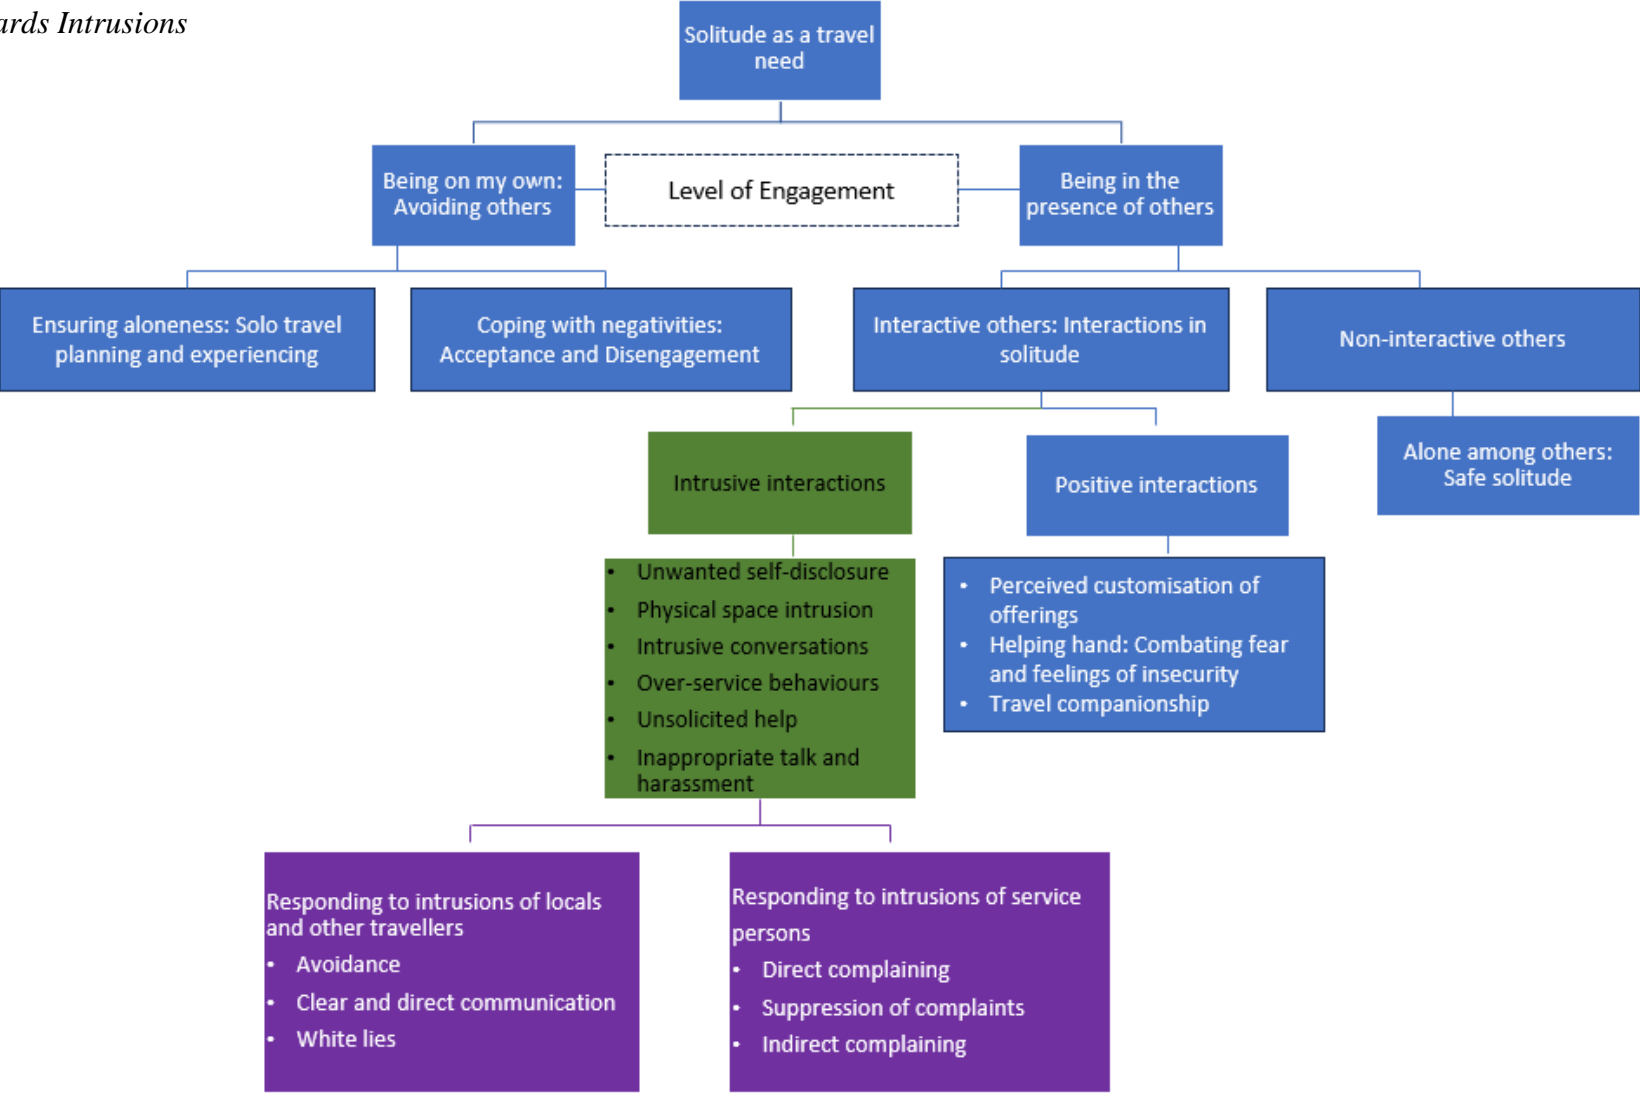 ards Intrusions
Solitude as a travel
need
Being on my own:
Avoiding others
Level of Engagement
Being in the
presence of others
Ensuring aloneness: Solo travel
planning and experiencing
Coping with negativities:
Acceptance and Disengagement
Interactive others: Interactions in
solitude
Non-interactive others
Intrusive interactions
Positive interactions
Alone among others:
Safe solitude
• Unwanted self-disclosure
• Physical space intrusion
• Intrusive conversations
• Over-service behaviours
• Unsolicited help
• Inappropriate talk and
harassment
• Perceived customisation of
offerings
• Helping hand: Combating fear
and feelings of insecurity
• Travel companionship
Responding to intrusions of locals
and other travellers
• Avoidance
• Clear and direct communication
• White lies
Responding to intrusions of service
persons
• Direct complaining
• Suppression of complaints
• Indirect complaining